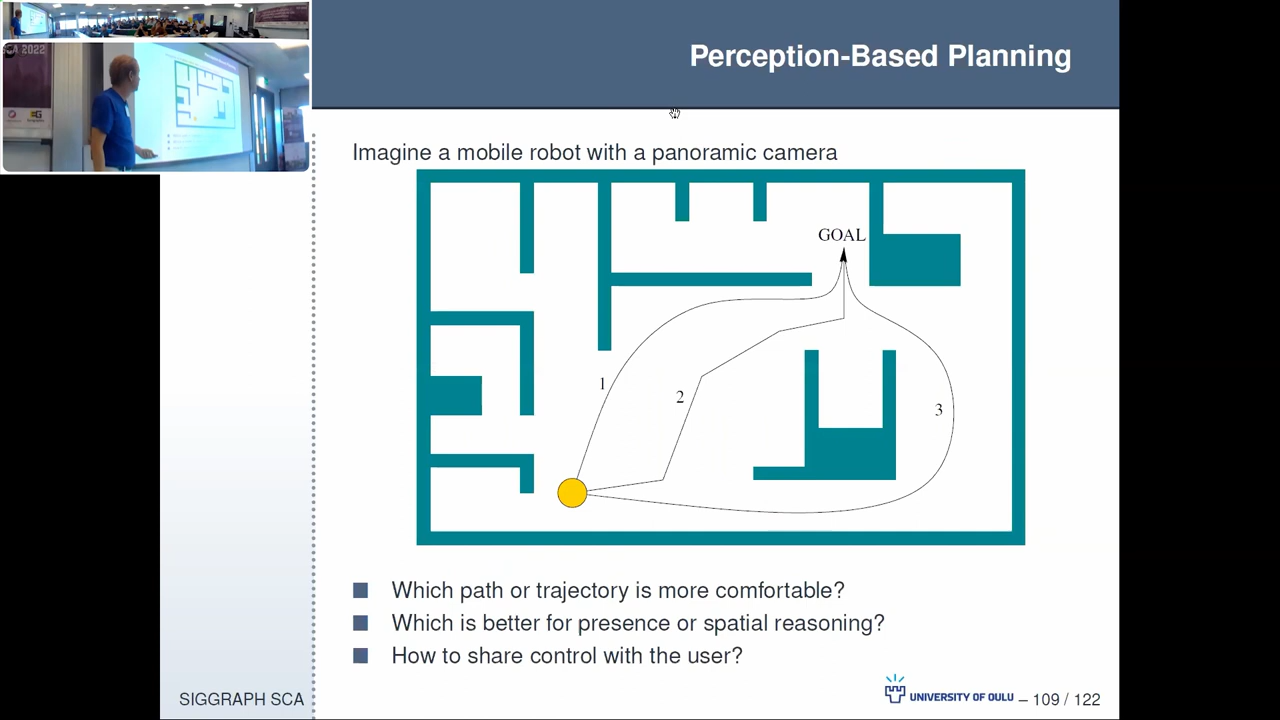 SCA 2022
Perception-Based Planning
Imagine a mobile robot with a panoramic camera
GOAL
1
2
3
Which path or trajectory is more comfortable?
Which is better for presence or spatial reasoning?
How to share control with the user?
SIGGRAPH SCA
UNIVERSITY OF OULU
– 109 / 122